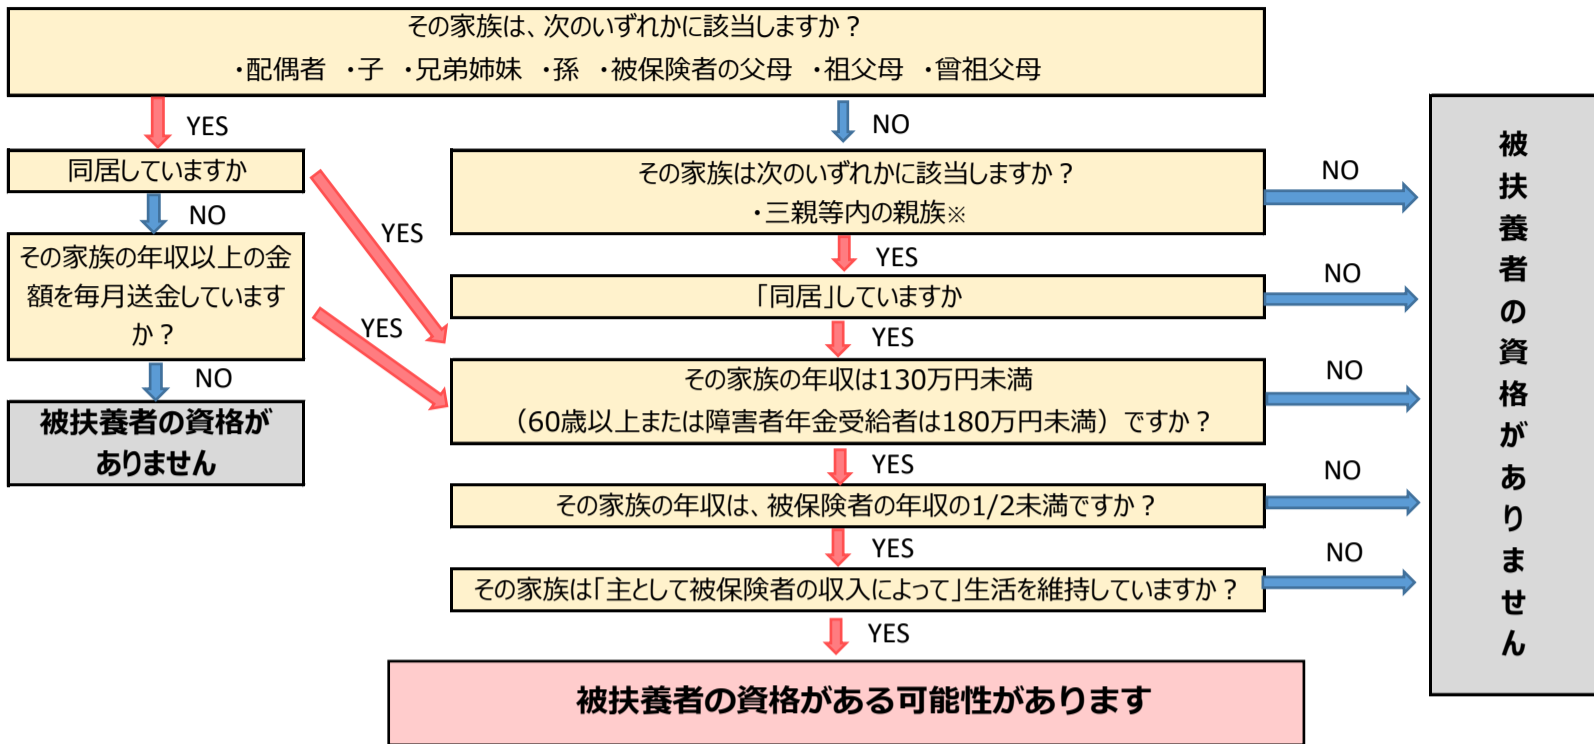 その家族は、次のいずれかに該当しますか？
・配偶者 ・子 ・兄弟姉妹 ・孫 ・被保険者の父母 ・祖父母 ・曾祖父母
YES
NO
同居していますか
NO
YES
その家族の年収以上の金
額を毎月送金しています
か？
YES
NO
被扶養者の資格が
ありません
その家族は次のいずれかに該当しますか？
・三親等内の親族※
NO
YES
「同居」していますか
NO
YES
その家族の年収は130万円未満
（60歳以上または障害者年金受給者は180万円未満）ですか？
NO
YES
その家族の年収は、被保険者の年収の1/2未満ですか？
NO
YES
その家族は「主として被保険者の収入によって」生活を維持していますか？
NO
YES
被扶養者の資格がある可能性があります
被扶養者の資格がありません